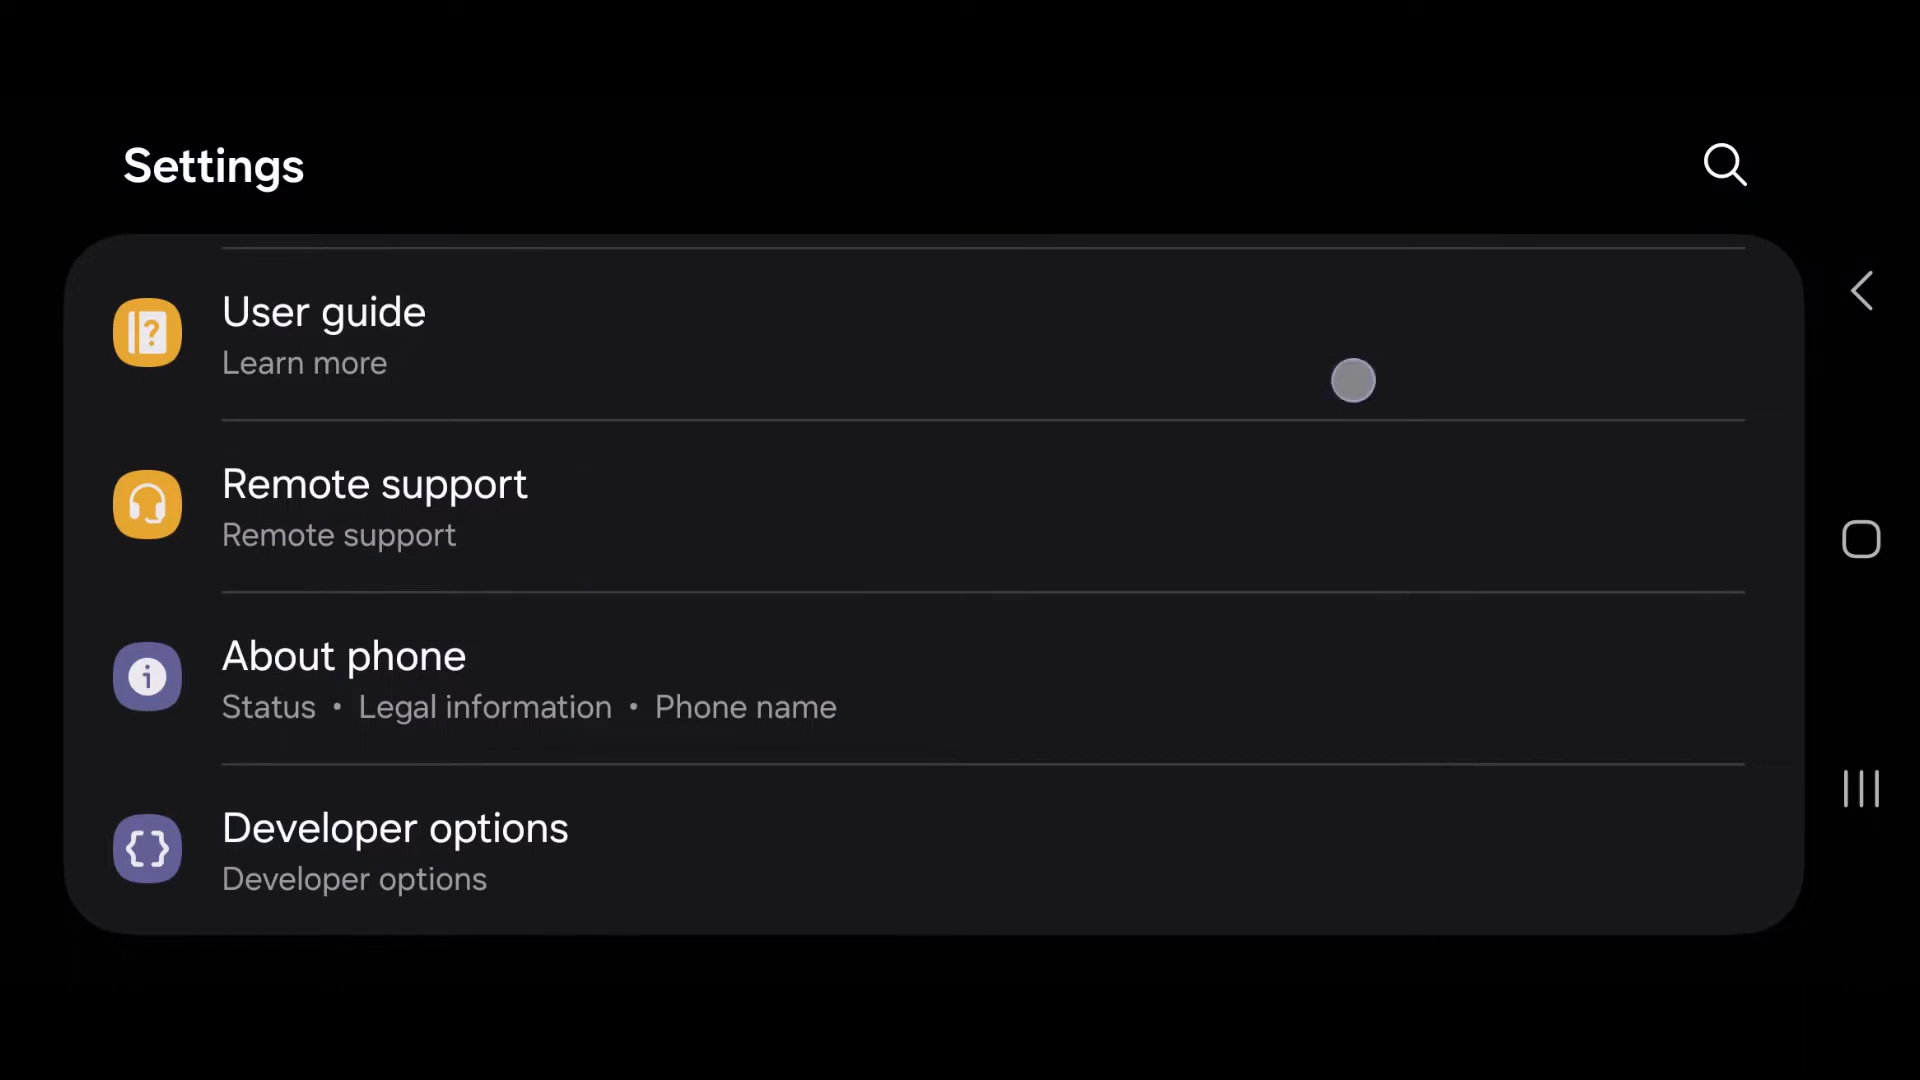 Settings
User guide
Learn more
Remote support
Remote support
About phone
Status • Legal information • Phone name
Developer options
Developer options